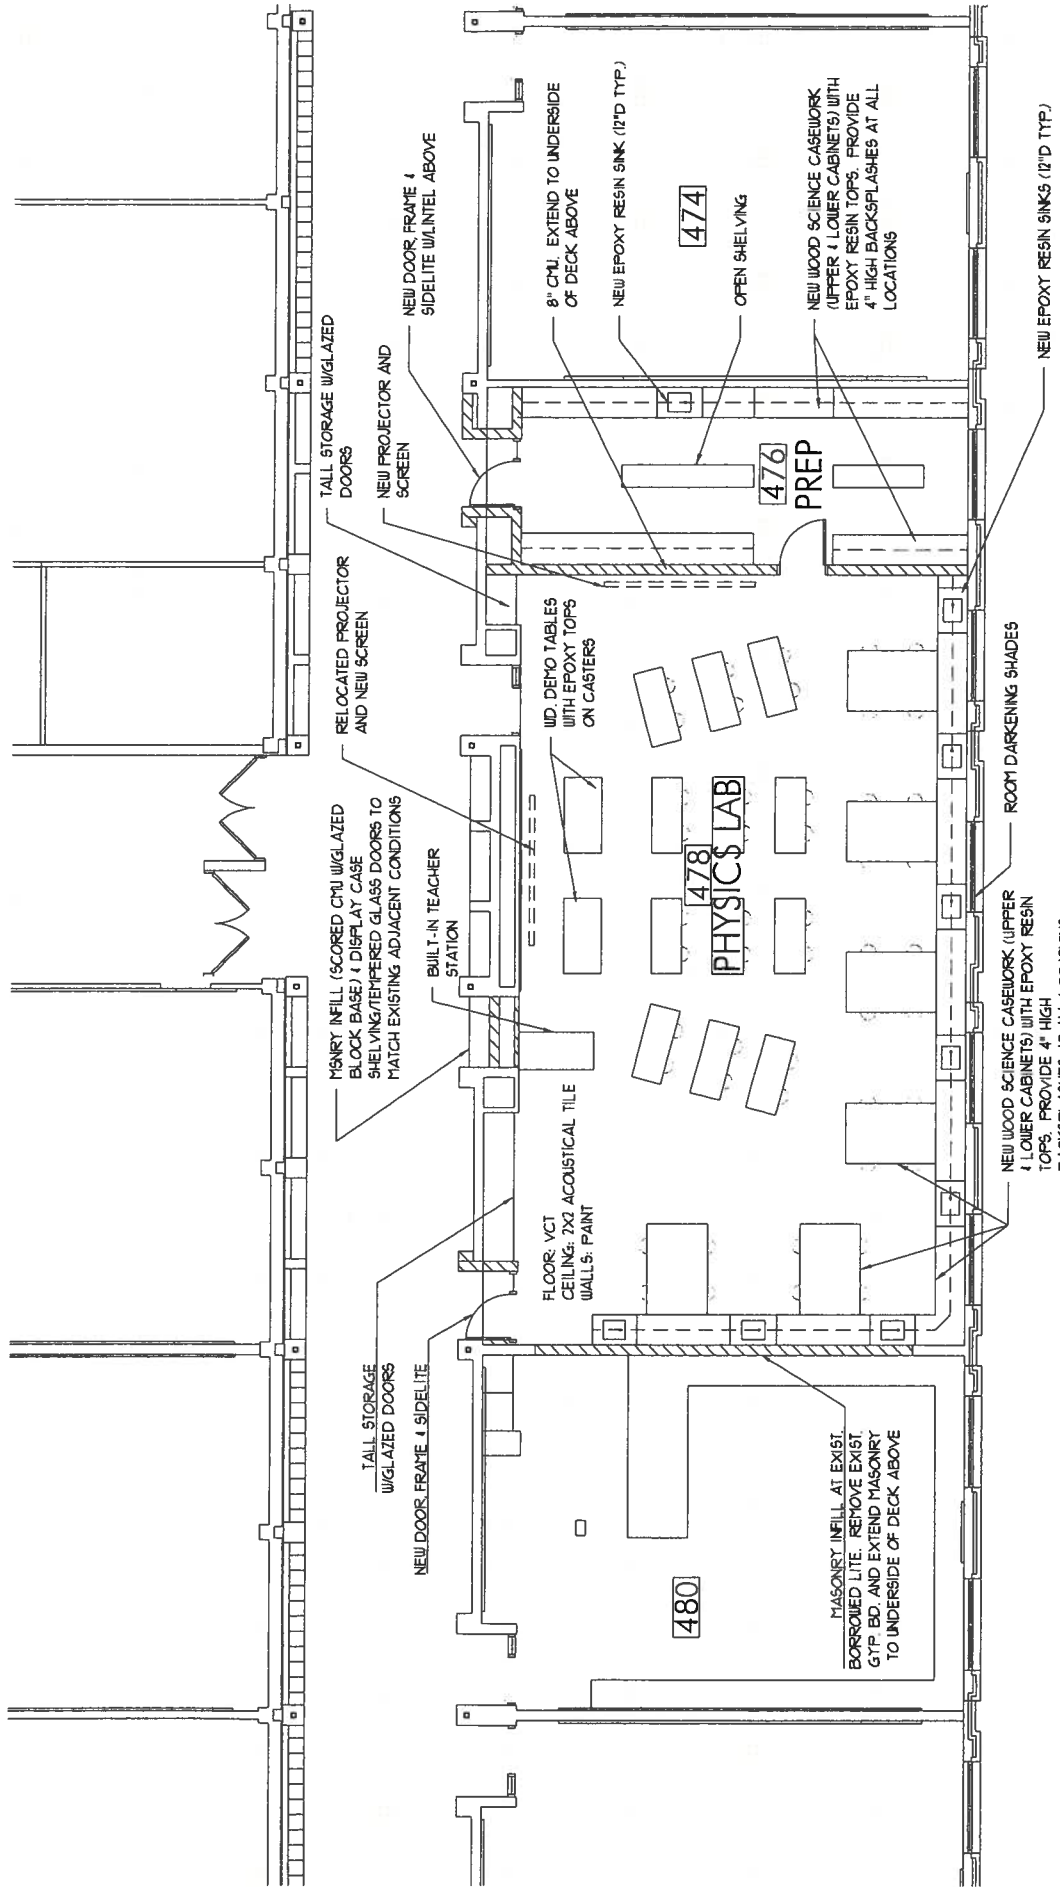 MSNRY INFILL (SCORED CMU W/GLAZED
BLOCK BASE) & DISPLAY CASE
SHELVING/TEMPERED GLASS DOORS TO
MATCH EXISTING ADJACENT CONDITIONS
RELOCATED PROJECTOR
AND NEW SCREEN
TALL STORAGE W/GLAZED
DOORS
NEW PROJECTOR AND
SCREEN
NEW DOOR, FRAME &
SIDELITE W/LINTEL ABOVE
TALL STORAGE
W/GLAZED DOORS
NEW DOOR, FRAME & SIDELITE
BUILT-IN TEACHER
STATION
FLOOR: VCT
CEILING: 2X2 ACOUSTICAL TILE
WALLS: PAINT
WD. DEMO TABLES
WITH EPOXY TOPS
ON CASTERS
8" CMU. EXTEND TO UNDERSIDE
OF DECK ABOVE
NEW EPOXY RESIN SINK (12"D TYP.)
OPEN SHELVING
474
476
PREP
478
PHYSICS LAB
480
NEW WOOD SCIENCE CASEWORK
(UPPER & LOWER CABINETS) WITH
EPOXY RESIN TOPS. PROVIDE
4" HIGH BACKSPLASHES AT ALL
LOCATIONS
MASONRY INFILL AT EXIST.
BORROWED LITE. REMOVE EXIST.
GYP. BD. AND EXTEND MASONRY
TO UNDERSIDE OF DECK ABOVE
NEW WOOD SCIENCE CASEWORK (UPPER
& LOWER CABINETS) WITH EPOXY RESIN
TOPS. PROVIDE 4" HIGH
ROOM DARKENING SHADES
NEW EPOXY RESIN SINKS (12"D TYP.)